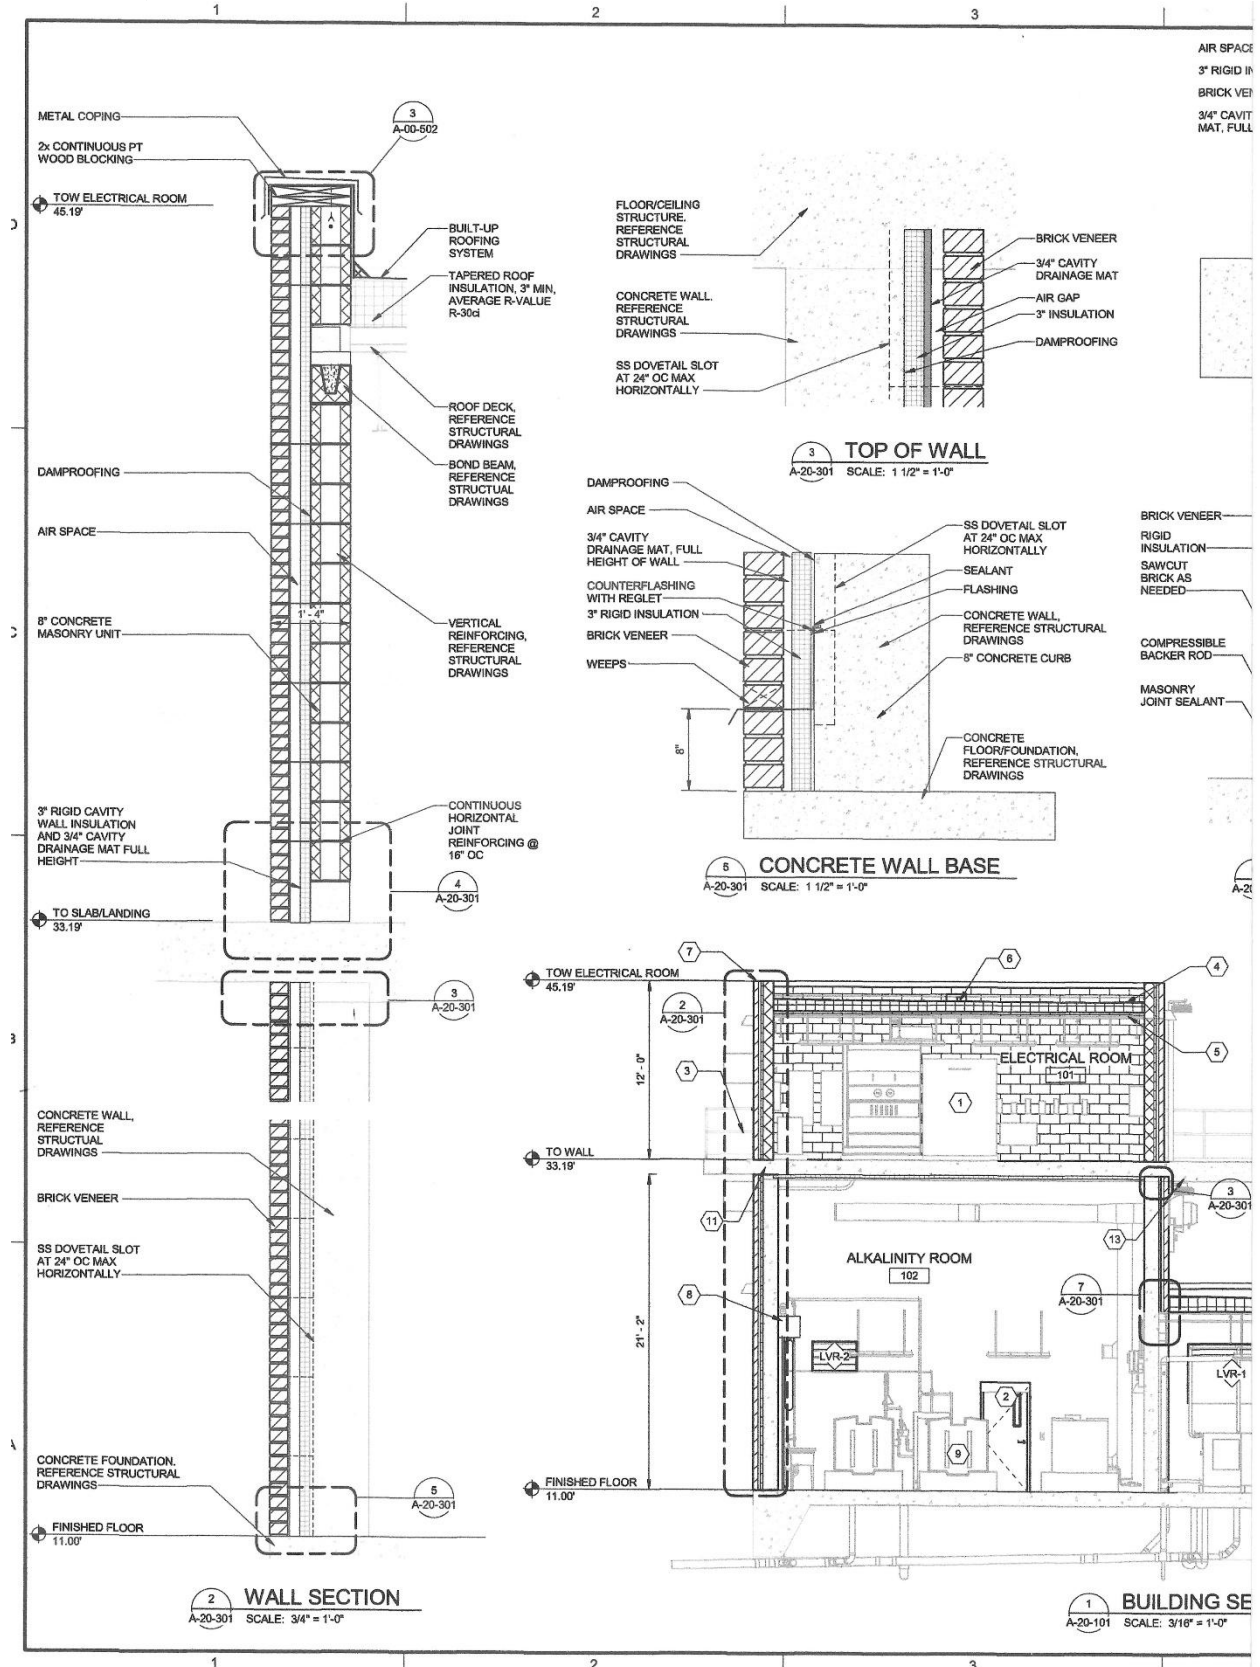 1
2
3
METAL COPING
2x CONTINUOUS PT
WOOD BLOCKING
TOW ELECTRICAL ROOM
45.19'
3
A-00-502
BUILT-UP
ROOFING
SYSTEM
TAPERED ROOF
INSULATION, 3" MIN,
AVERAGE R-VALUE
R-30ci
ROOF DECK,
REFERENCE
STRUCTURAL
DRAWINGS
BOND BEAM,
REFERENCE
STRUCTUAL
DRAWINGS
DAMPROOFING
AIR SPACE
1' - 4"
8" CONCRETE
MASONRY UNIT
VERTICAL
REINFORCING,
REFERENCE
STRUCTURAL
DRAWINGS
3" RIGID CAVITY
WALL INSULATION
AND 3/4" CAVITY
DRAINAGE MAT FULL
HEIGHT
CONTINUOUS
HORIZONTAL
JOINT
REINFORCING @
16" OC
4
A-20-301
TO SLAB/LANDING
33.19'
3
A-20-301
CONCRETE WALL,
REFERENCE
STRUCTUAL
DRAWINGS
BRICK VENEER
SS DOVETAIL SLOT
AT 24" OC MAX
HORIZONTALLY
CONCRETE FOUNDATION.
REFERENCE STRUCTURAL
DRAWINGS
5
A-20-301
FINISHED FLOOR
11.00'
2
A-20-301
WALL SECTION
SCALE: 3/4" = 1'-0"
FLOOR/CEILING
STRUCTURE.
REFERENCE
STRUCTURAL
DRAWINGS
CONCRETE WALL.
REFERENCE
STRUCTURAL
DRAWINGS
SS DOVETAIL SLOT
AT 24" OC MAX
HORIZONTALLY
BRICK VENEER
3/4" CAVITY
DRAINAGE MAT
AIR GAP
3" INSULATION
DAMPROOFING
3
A-20-301
TOP OF WALL
SCALE: 1 1/2" = 1'-0"
DAMPROOFING
AIR SPACE
3/4" CAVITY
DRAINAGE MAT, FULL
HEIGHT OF WALL
COUNTERFLASHING
WITH REGLET
3" RIGID INSULATION
BRICK VENEER
WEEPS
8"
SS DOVETAIL SLOT
AT 24" OC MAX
HORIZONTALLY
SEALANT
FLASHING
CONCRETE WALL,
REFERENCE STRUCTURAL
DRAWINGS
8" CONCRETE CURB
CONCRETE
FLOOR/FOUNDATION,
REFERENCE STRUCTURAL
DRAWINGS
5
A-20-301
CONCRETE WALL BASE
SCALE: 1 1/2" = 1'-0"
AIR SPACE
3" RIGID IN
BRICK VEN
3/4" CAVIT
MAT, FULL
BRICK VENEER
RIGID
INSULATION
SAWCUT
BRICK AS
NEEDED
COMPRESSIBLE
BACKER ROD
MASONRY
JOINT SEALANT
A-20
TOW ELECTRICAL ROOM
45.19'
2
A-20-301
12' - 0"
TO WALL
33.19'
21' - 2"
FINISHED FLOOR
11.00'
7
6
4
5
3
1
ELECTRICAL ROOM
101
11
13
3
A-20-301
ALKALINITY ROOM
102
7
A-20-301
8
LVR-2
LVR-1
2
9
1
A-20-101
BUILDING SE
SCALE: 3/16" = 1'-0"
D
C
B
A
1
2
3